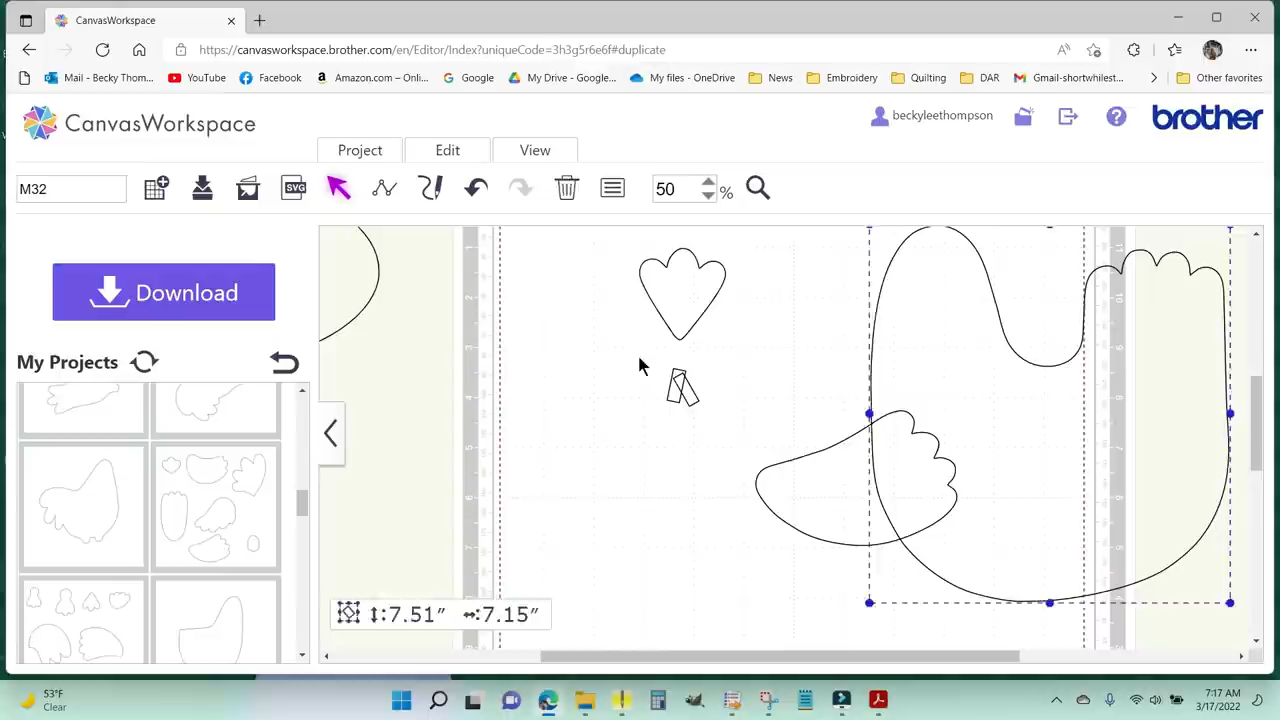 CanvasWorkspace
https://canvasworkspace.brother.com/en/Editor/Index?uniqueCode=3h3g5r6e6f#duplicate
Mail - Becky Thom... YouTube Facebook Amazon.com – Onli... Google My Drive - Google... My files - OneDrive News Embroide... Quilting DAR Gmail-shortwhilest... Other favorites
CanvasWorkspace
beckyleethompson
brother
Project Edit View
M32
SVG
50 %
Download
My Projects
7.51" 7.15"
53°F
Clear
7:17 AM
3/17/2022